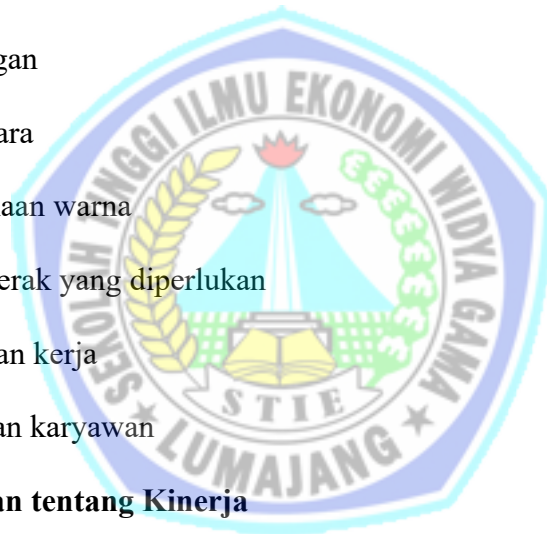 gan
ara
naan warna
erak yang diperlukan
an kerja
an karyawan
an tentang Kinerja
SEKOLAH TINGGI ILMU EKONOMI WIDYA GAMA
STIE
LUMAJANG